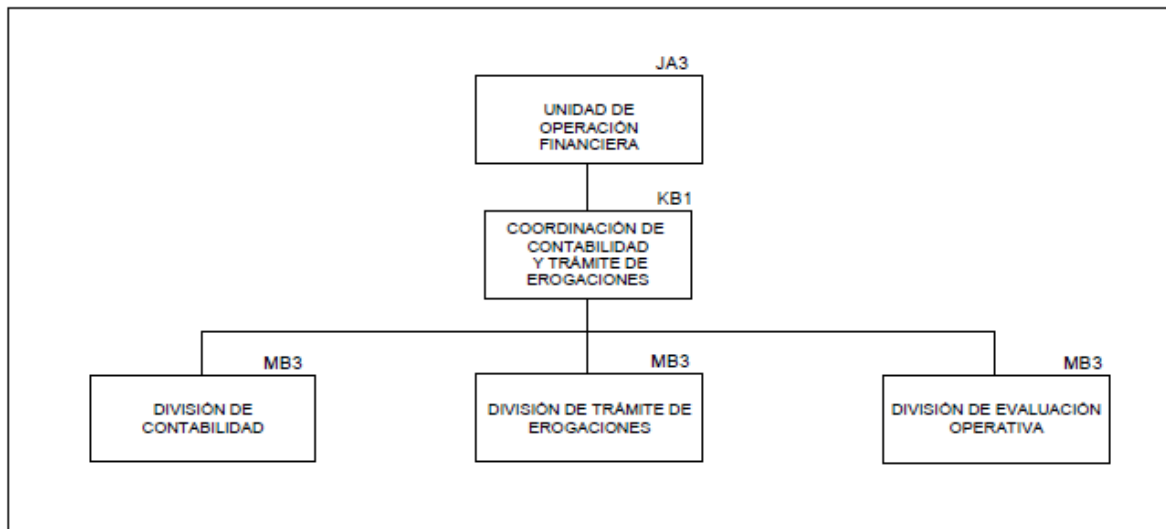 JA3
UNIDAD DE
OPERACIÓN
FINANCIERA
KB1
COORDINACIÓN DE
CONTABILIDAD
Y TRÁMITE DE
EROGACIONES
MB3
DIVISIÓN DE
CONTABILIDAD
MB3
DIVISIÓN DE TRÁMITE DE
EROGACIONES
MB3
DIVISIÓN DE EVALUACIÓN
OPERATIVA